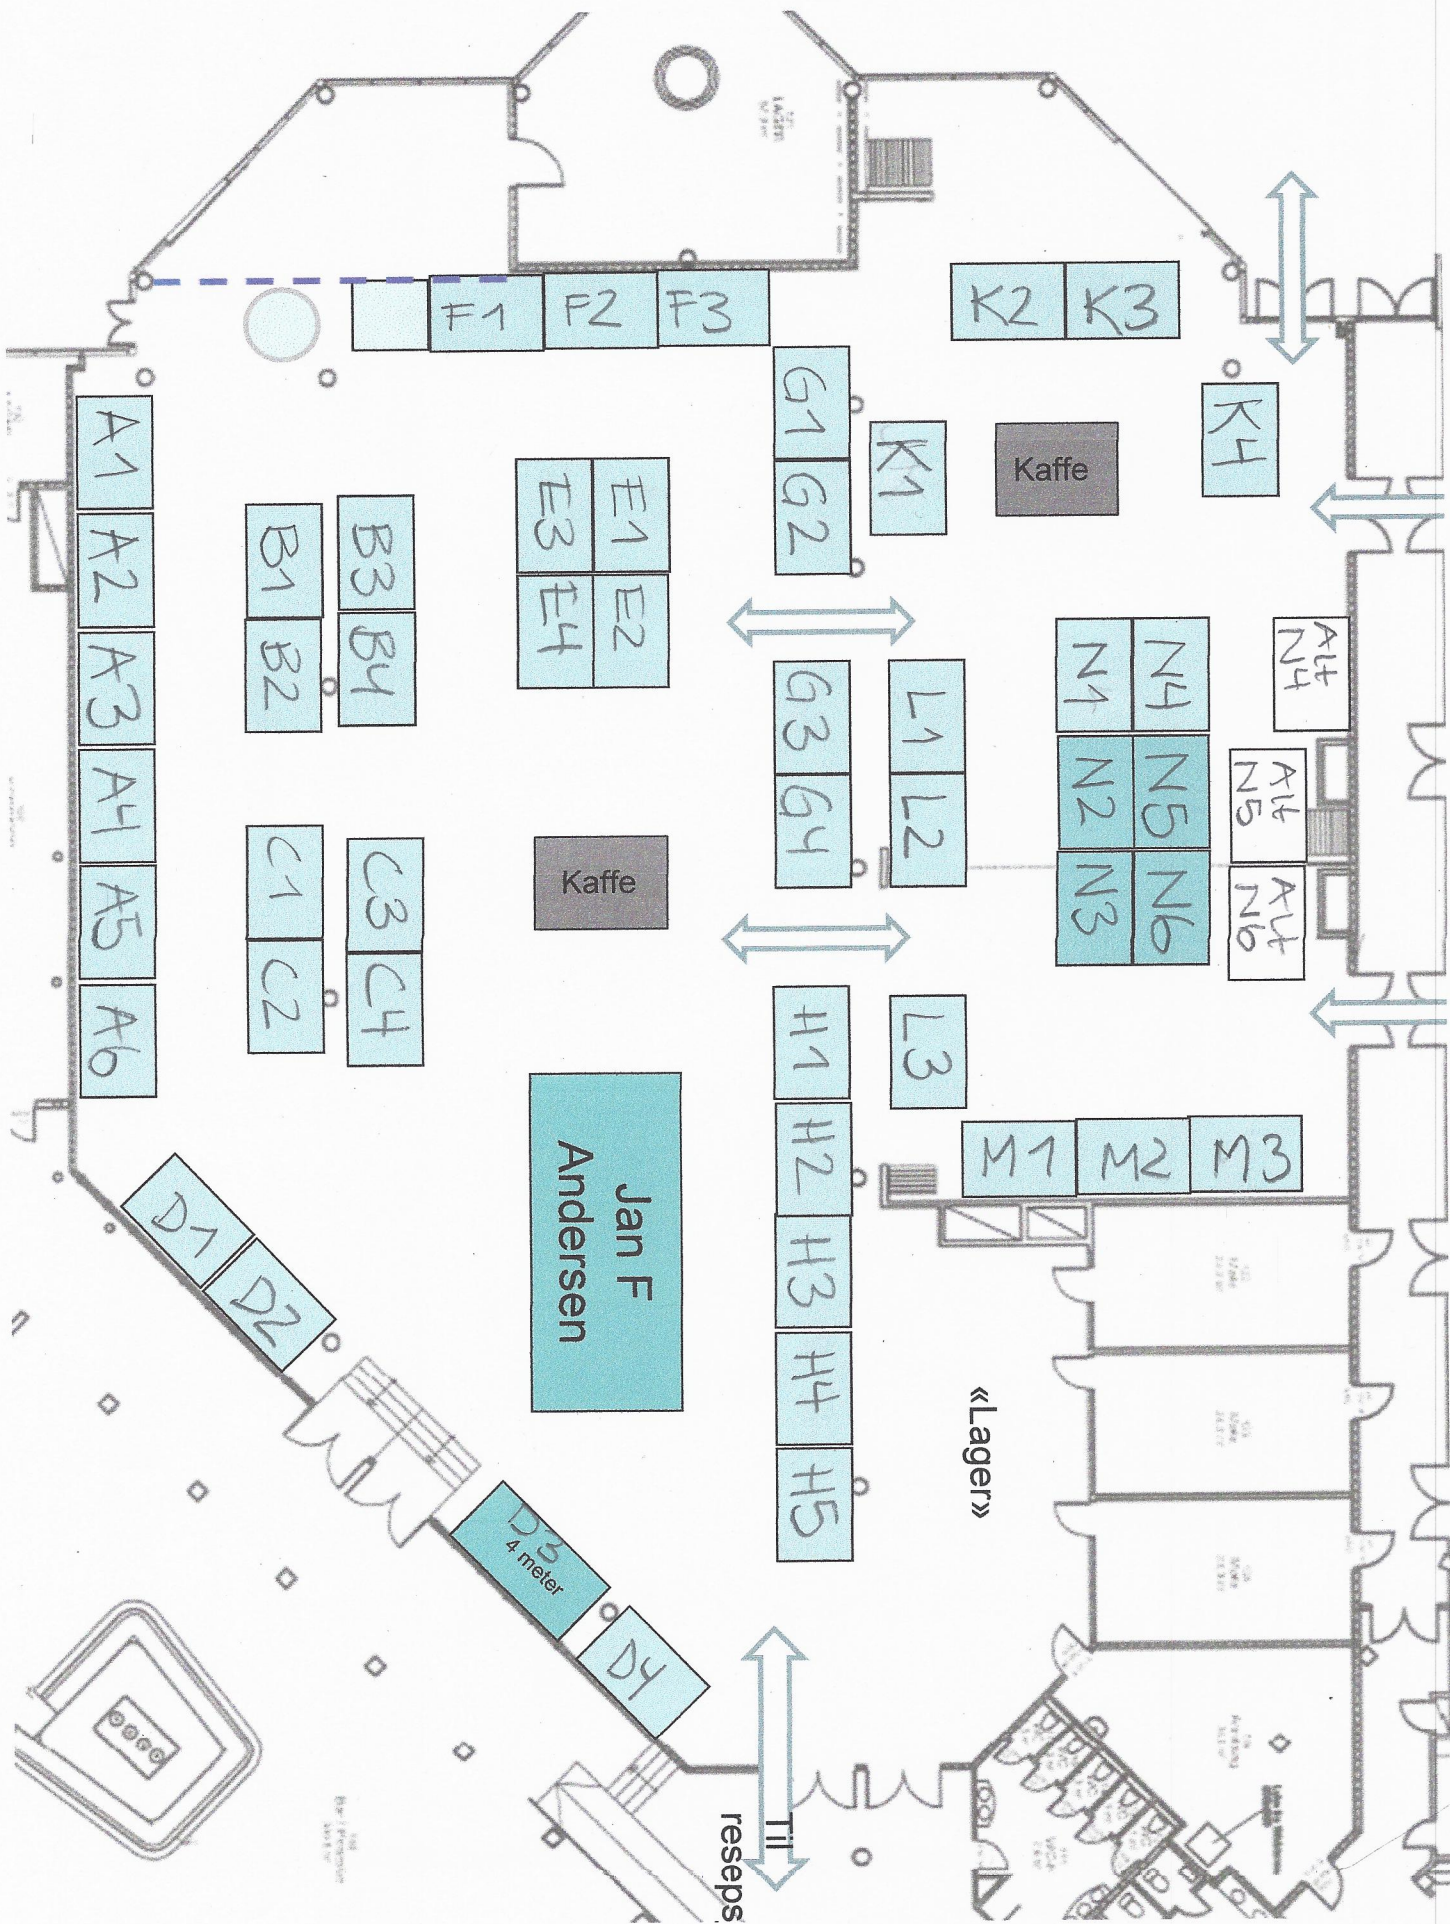 F1
F2
F3
K2
K3
G1
G2
K1
Kaffe
K4
A1
A2
A3
A4
A5
A6
B1
B3
B2
B4
E3
E1
E4
E2
G3
G4
L1
L2
N1
N4
N2
N5
N3
N6
Alt
N4
Alt
N5
Alt
N6
C1
C3
C2
C4
Kaffe
H1
H2
H3
H4
H5
L3
M1
M2
M3
Jan F
Andersen
D1
D2
D3
4 meter
D4
«Lager»
Til
reseps